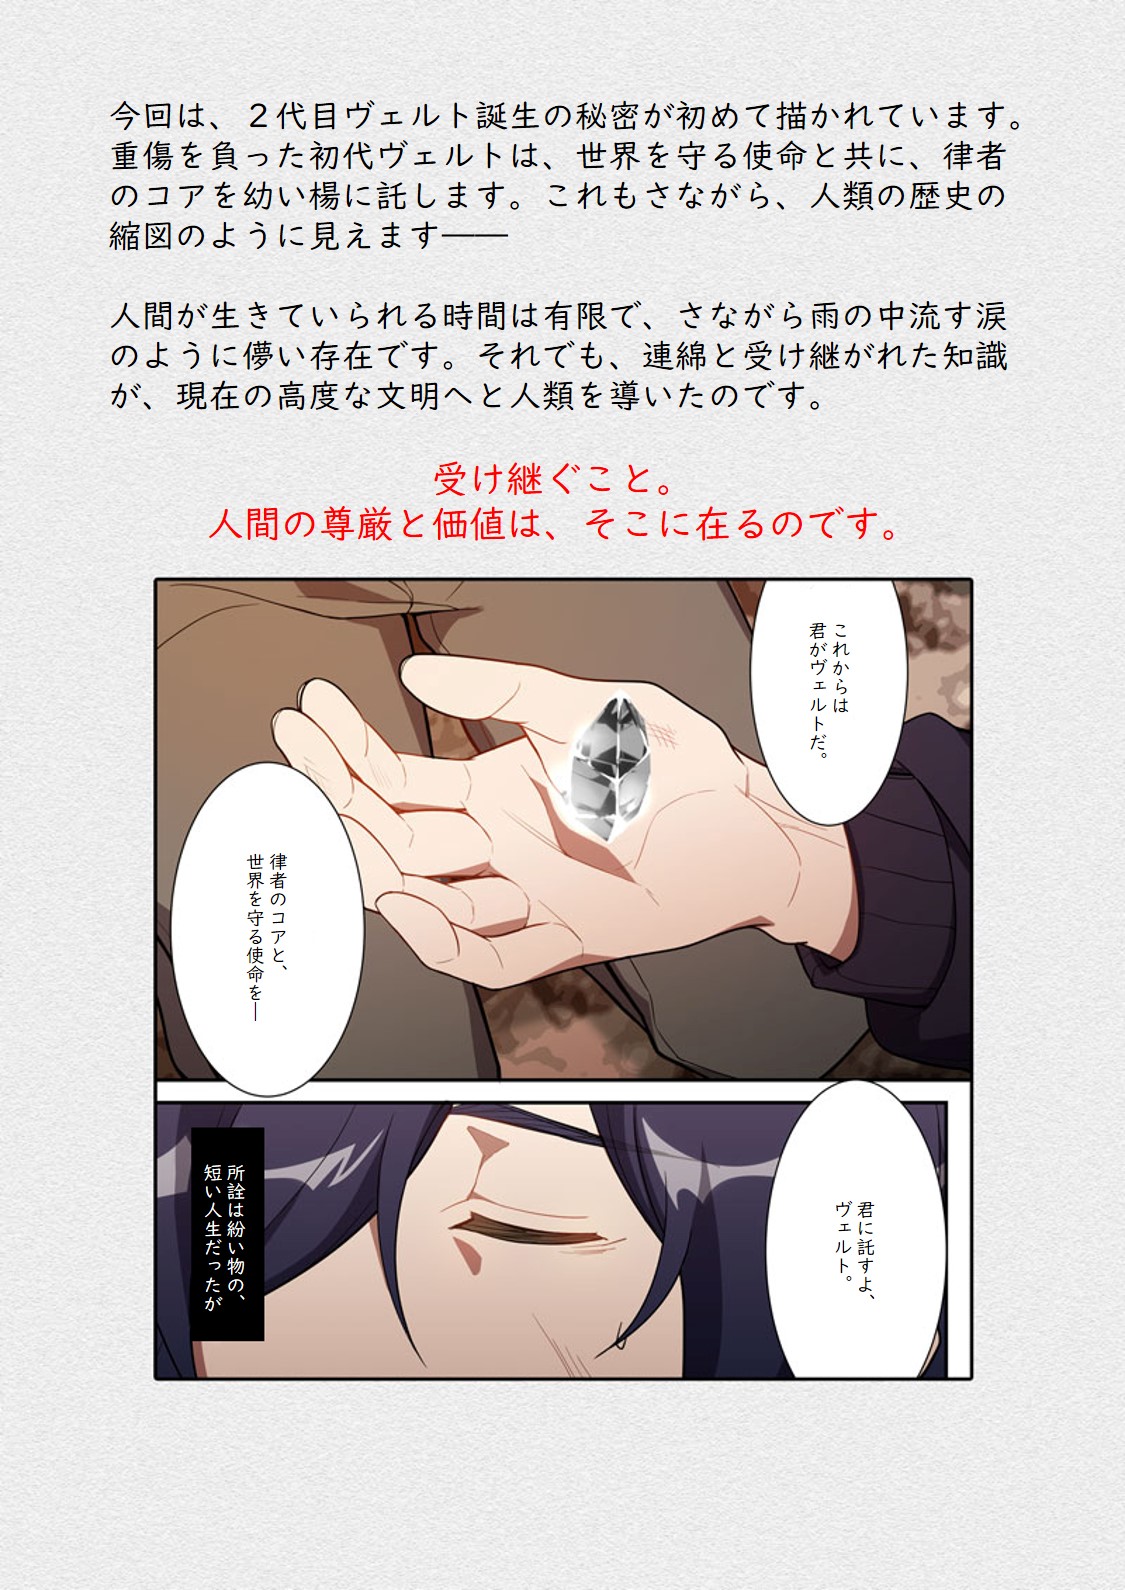 今回は、２代目ヴェルト誕生の秘密が初めて描かれています。
重傷を負った初代ヴェルトは、世界を守る使命と共に、律者
のコアを幼い楊に託します。これもさながら、人類の歴史の
縮図のように見えます——
人間が生きていられる時間は有限で、さながら雨の中流す涙
のように儚い存在です。それでも、連綿と受け継がれた知識
が、現在の高度な文明へと人類を導いたのです。
受け継ぐこと。
人間の尊厳と価値は、そこに在るのです。
これからは
君がヴェルトだ。
律者のコアと、
世界を守る使命を—
君に託すよ、
ヴェルト。
所詮は紛い物の、
短い人生だったが